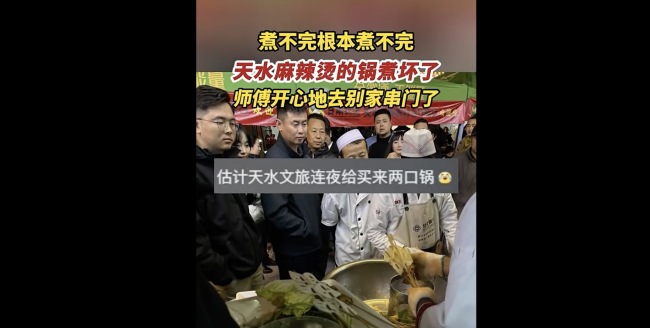 煮不完根本煮不完
天水麻辣烫的锅煮坏了
师傅开心地去别家串门了
估计天水文旅连夜给买来两口锅